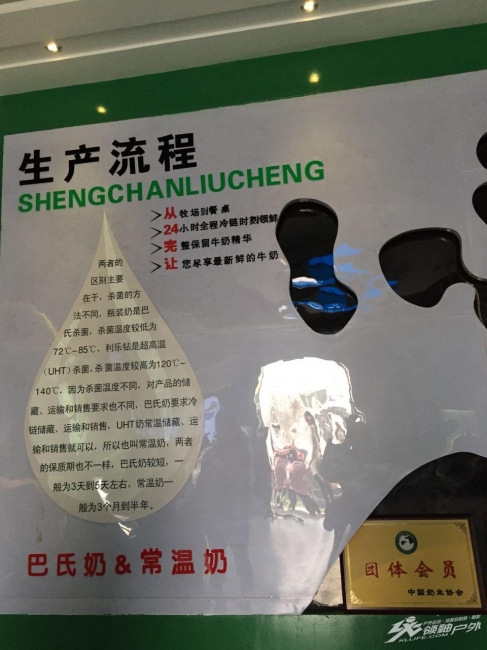 生产流程
SHENGCHANLIUCHENG
>从 牧场到餐桌
>24小时全程冷链时刻领鲜
>完 整保留牛奶精华
>让 您尽享最新鲜的牛奶
两者的
区别主要
在于，杀菌的方
法不同，瓶装奶是巴
氏杀菌，杀菌温度较低为
72℃-85℃，利乐钻是超高温
（UHT）杀菌，杀菌温度较高为120℃-
140℃，因为杀菌温度不同，对产品的储
藏、运输和销售要求也不同，巴氏奶要求冷
链储藏、运输和销售，UHT奶常温储藏、运
输和销售就可以，所以也叫常温奶，两者
的保质期也不一样，巴氏奶较短，一
般为3天到5天左右，常温奶一
般为3个月到半年。
巴氏奶&常温奶
团体会员
中国奶业协会
领袖户外
KLLIFE.COM